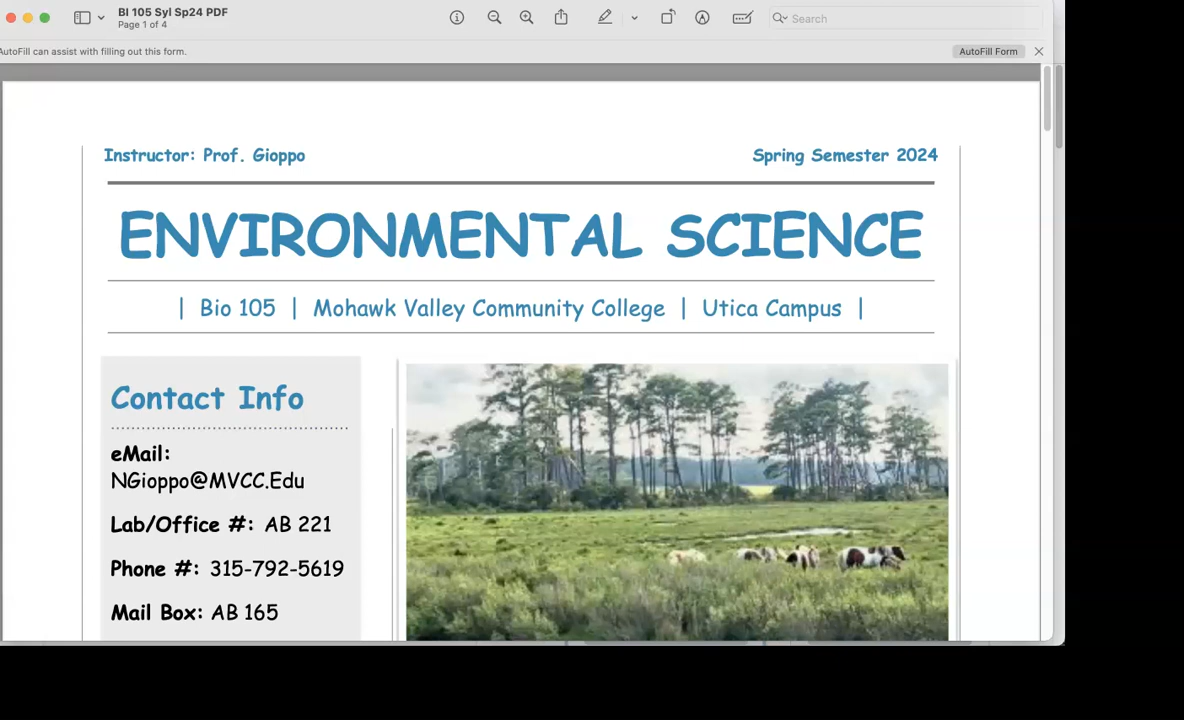 BI 105 Syl Sp24 PDF
Page 1 of 4
Search
AutoFill can assist with filling out this form.
AutoFill Form
Instructor: Prof. Gioppo
Spring Semester 2024
ENVIRONMENTAL SCIENCE
| Bio 105 | Mohawk Valley Community College | Utica Campus |
Contact Info
eMail:
NGioppo@MVCC.Edu
Lab/Office #: AB 221
Phone #: 315-792-5619
Mail Box: AB 165